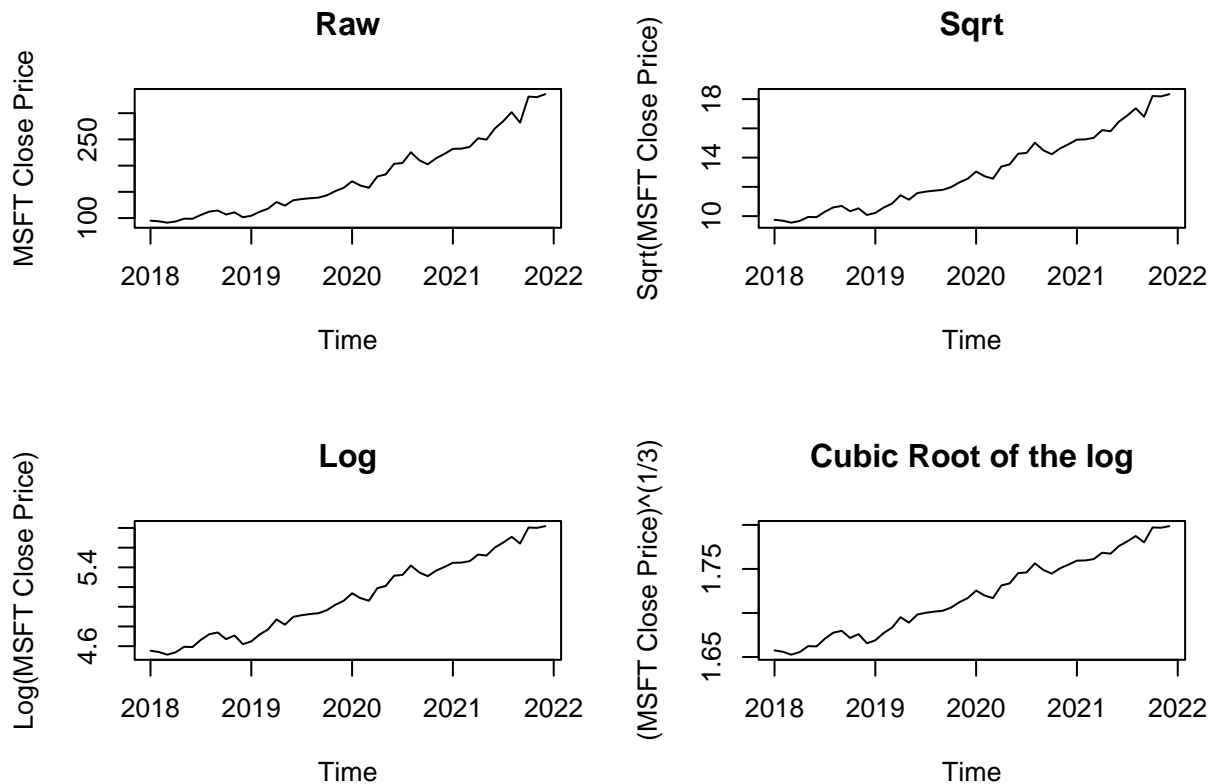 Raw
MSFT Close Price
250
100
2018 2019 2020 2021 2022
Time
Sqrt
Sqrt(MSFT Close Price)
18
14
10
2018 2019 2020 2021 2022
Time
Log
Log(MSFT Close Price)
5.4
4.6
2018 2019 2020 2021 2022
Time
Cubic Root of the log
(MSFT Close Price)^(1/3)
1.75
1.65
2018 2019 2020 2021 2022
Time